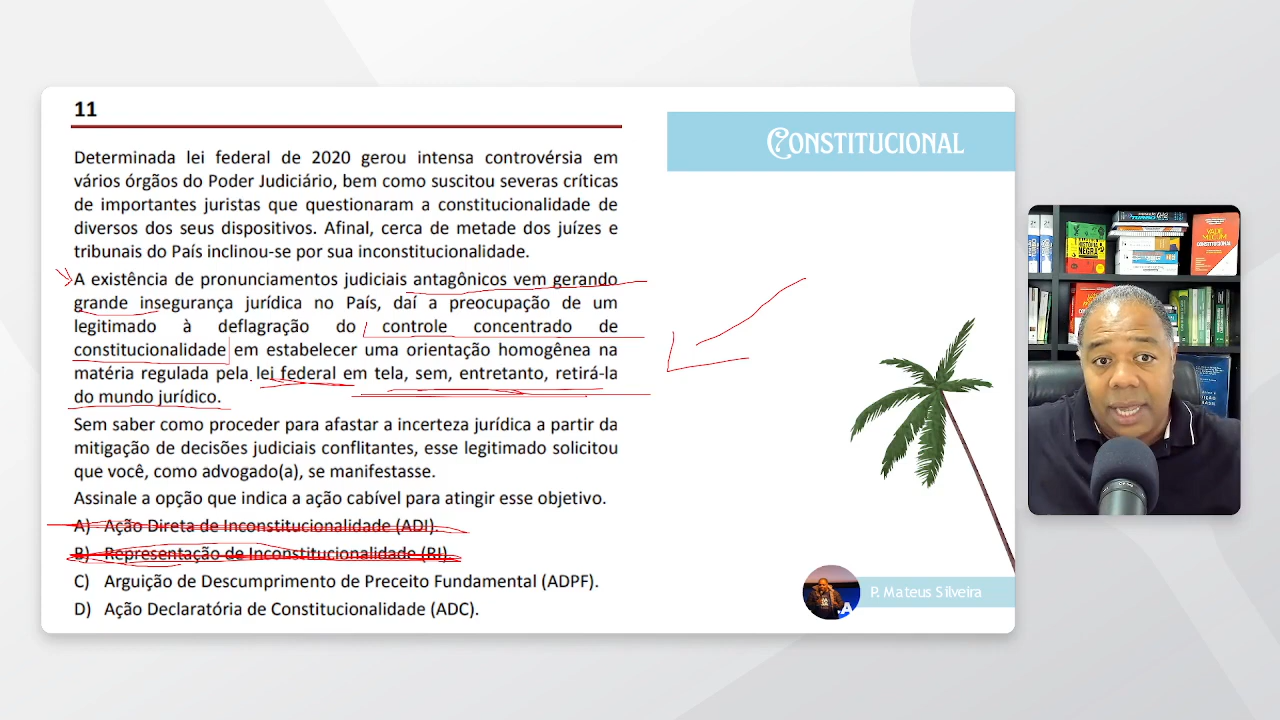 11
CONSTITUCIONAL
Determinada lei federal de 2020 gerou intensa controvérsia em
vários órgãos do Poder Judiciário, bem como suscitou severas críticas
de importantes juristas que questionaram a constitucionalidade de
diversos dos seus dispositivos. Afinal, cerca de metade dos juízes e
tribunais do País inclinou-se por sua inconstitucionalidade.
A existência de pronunciamentos judiciais antagônicos vem gerando
grande insegurança jurídica no País, daí a preocupação de um
legitimado à deflagração do controle concentrado de
constitucionalidade em estabelecer uma orientação homogênea na
matéria regulada pela lei federal em tela, sem, entretanto, retirá-la
do mundo jurídico.
Sem saber como proceder para afastar a incerteza jurídica a partir da
mitigação de decisões judiciais conflitantes, esse legitimado solicitou
que você, como advogado(a), se manifestasse.
Assinale a opção que indica a ação cabível para atingir esse objetivo.
A) Ação Direta de Inconstitucionalidade (ADI).
B) Representação de Inconstitucionalidade (RI).
C) Arguição de Descumprimento de Preceito Fundamental (ADPF).
D) Ação Declaratória de Constitucionalidade (ADC).
P. Mateus Silveira
VADE
MECUM
CONSTITUCIONAL